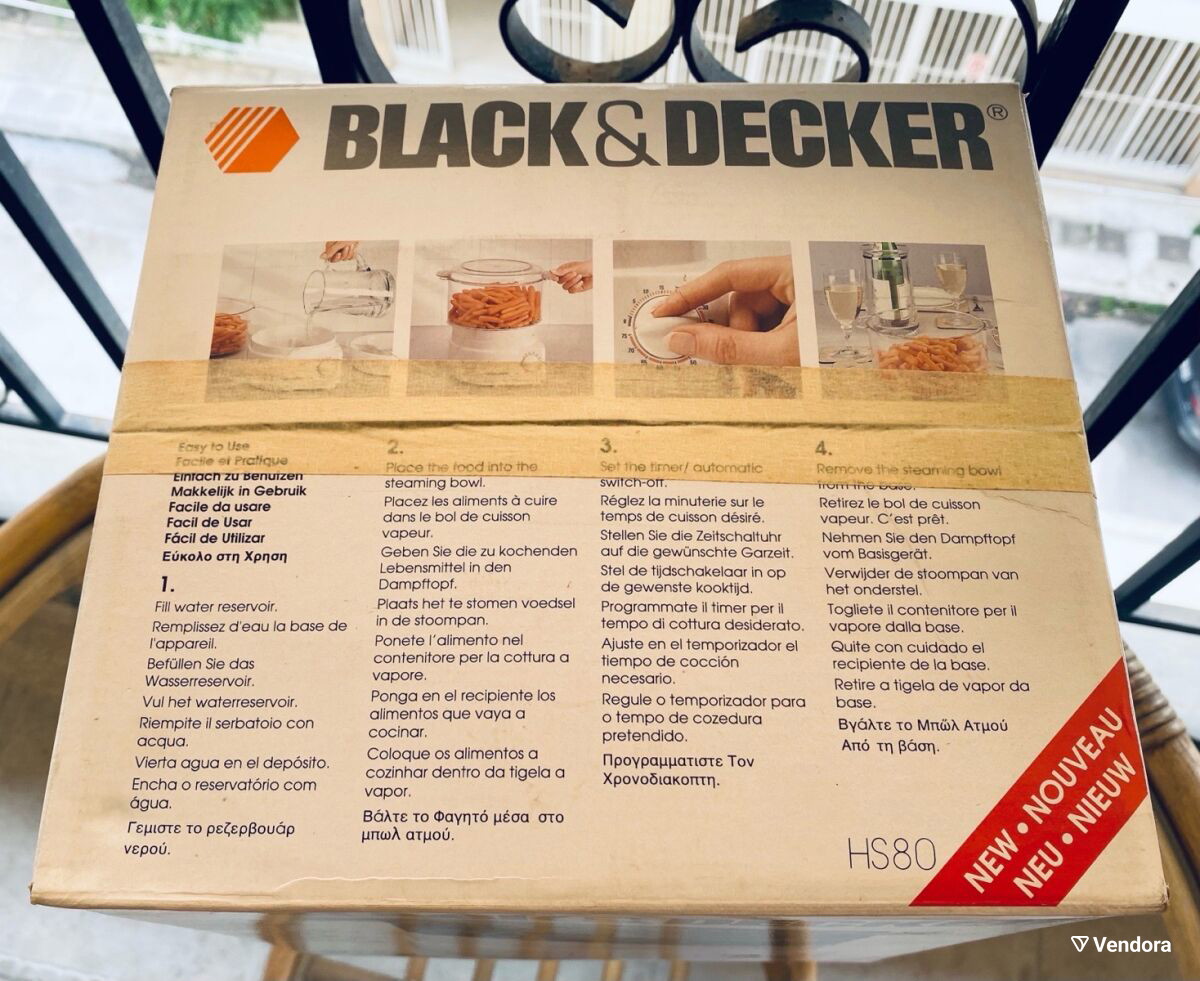 BLACK&DECKER®
Easy to Use
Facile et Pratique
Einfach zu Benutzen
Makkelijk in Gebruik
Facile da usare
Facil de Usar
Fácil de Utilizar
Εύκολο στη Χρηση
1.
Fill water reservoir.
Remplissez d'eau la base de
l'appareil.
Befüllen Sie das
Wasserreservoir.
Vul het waterreservoir.
Riempite il serbatoio con
acqua.
Vierta agua en el depósito.
Encha o reservatório com
água.
Γεμιστε το ρεζερβουάρ
νερού.
2.
Place the food into the
steaming bowl.
Placez les aliments à cuire
dans le bol de cuisson
vapeur.
Geben Sie die zu kochenden
Lebensmittel in den
Dampftopf.
Plaats het te stomen voedsel
in de stoompan.
Ponete l'alimento nel
contenitore per la cottura a
vapore.
Ponga en el recipiente los
alimentos que vaya a
cocinar.
Coloque os alimentos a
cozinhar dentro da tigela a
vapor.
Βάλτε το Φαγητό μέσα στο
μπωλ ατμού.
3.
Set the timer/ automatic
switch-off.
Réglez la minuterie sur le
temps de cuisson désiré.
Stellen Sie die Zeitschaltuhr
auf die gewünschte Garzeit.
Stel de tijdschakelaar in op
de gewenste kooktijd.
Programmate il timer per il
tempo di cottura desiderato.
Ajuste en el temporizador el
tiempo de cocción
necesario.
Regule o temporizador para
o tempo de cozedura
pretendido.
Προγραμματιστε Τον
Χρονοδιακοπτη.
4.
Remove the steaming bowl
from the base.
Retirez le bol de cuisson
vapeur. C'est prêt.
Nehmen Sie den Dampftopf
vom Basisgerät.
Verwijder de stoompan van
het onderstel.
Togliete il contenitore per il
vapore dalla base.
Quite con cuidado el
recipiente de la base.
Retire a tigela de vapor da
base.
Βγάλτε το Μπῶλ Ατμού
Από τη βάση.
HS80
NEW • NOUVEAU
NEU • NIEUW
Vendora